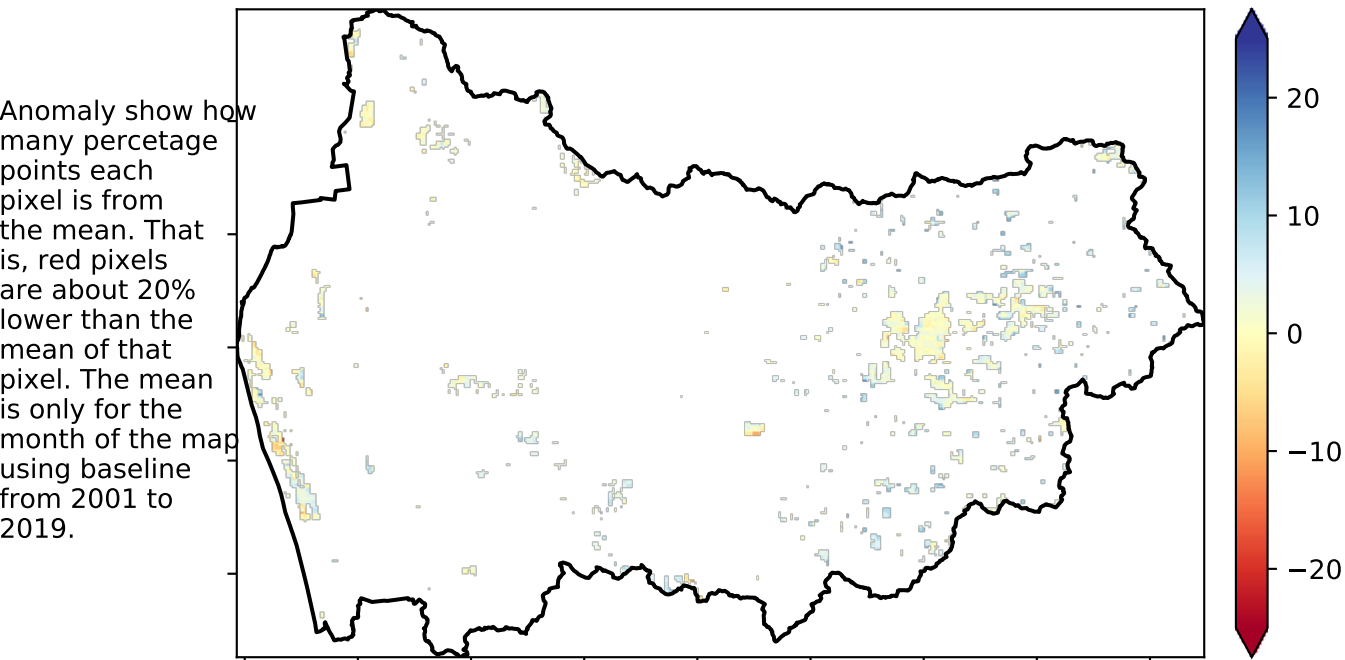 Anomaly show how
many percetage
points each
pixel is from
the mean. That
is, red pixels
are about 20%
lower than the
mean of that
pixel. The mean
is only for the
month of the map
using baseline
from 2001 to
2019.
20
10
0
−10
−20